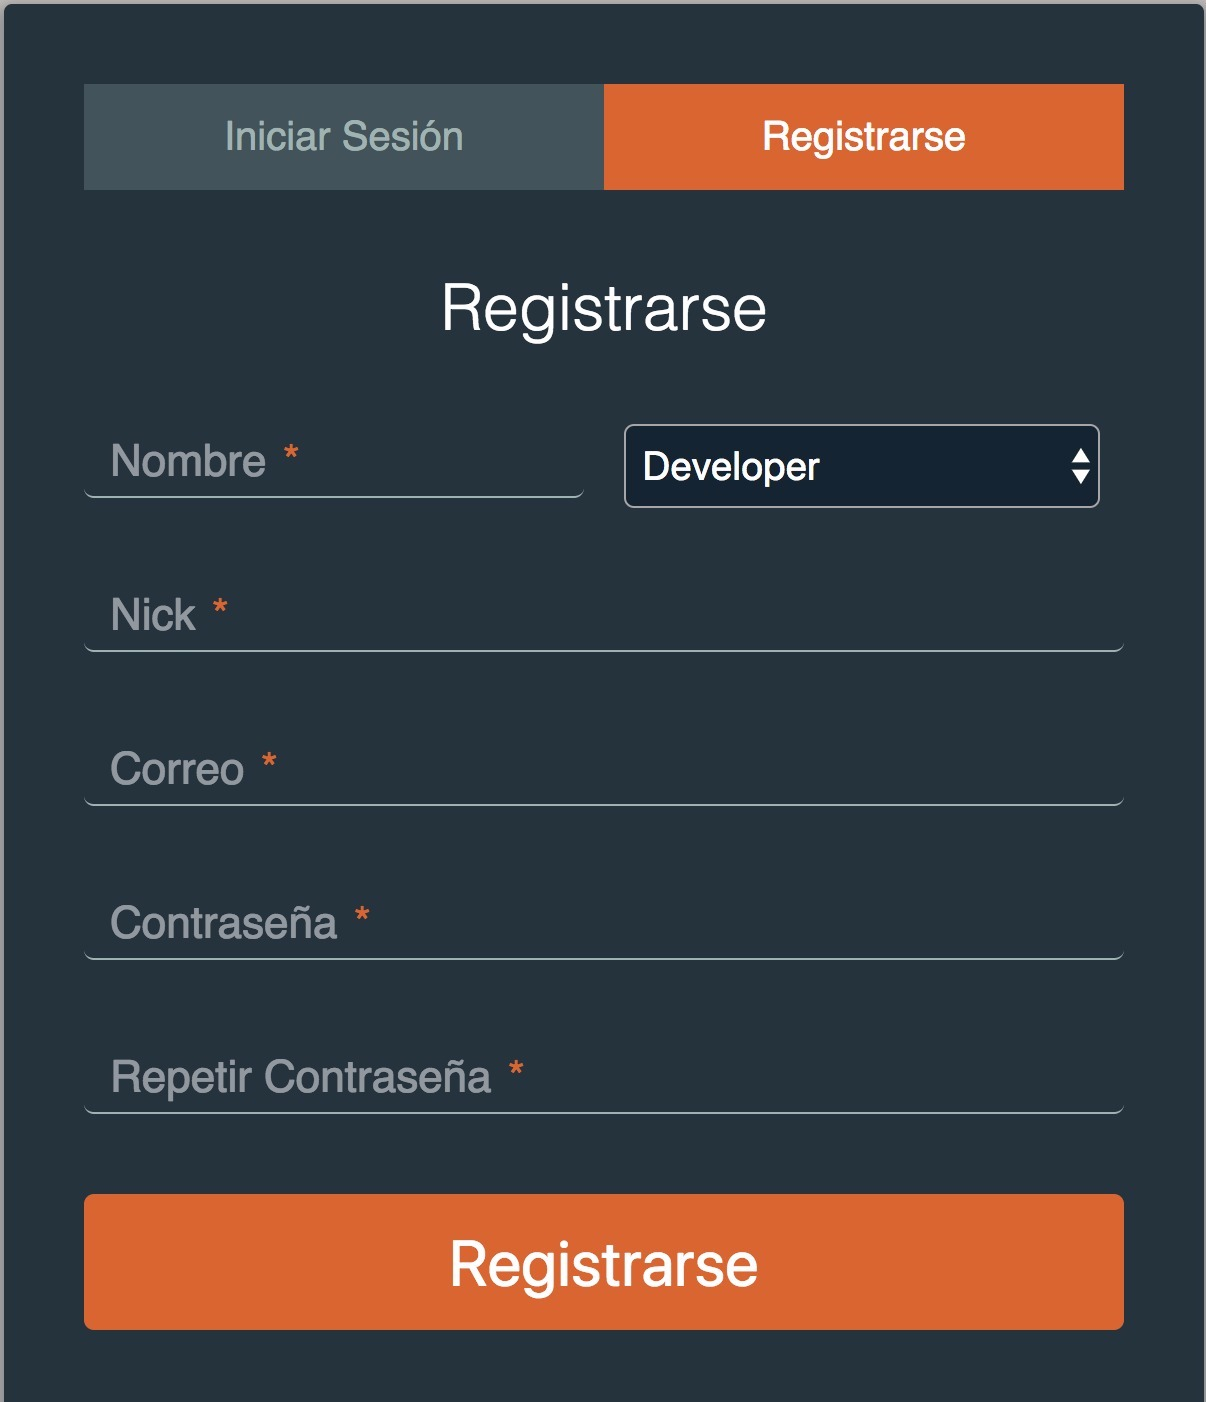 Iniciar Sesión Registrarse
Registrarse
Nombre * Developer
Nick *
Correo *
Contraseña *
Repetir Contraseña *
Registrarse